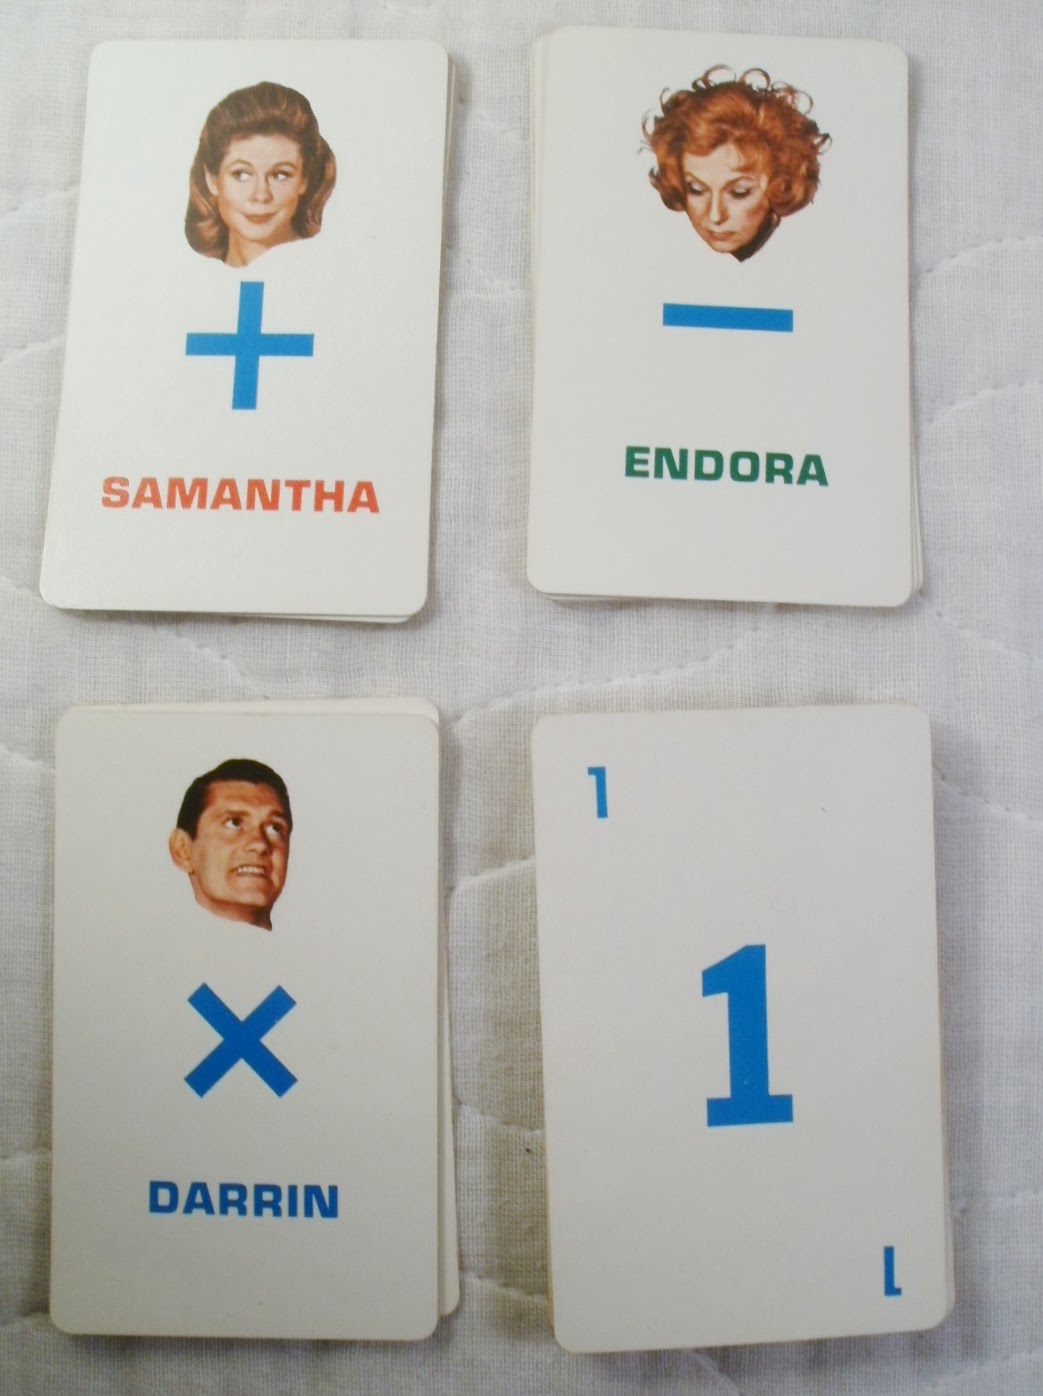 +
SAMANTHA
−
ENDORA
×
DARRIN
1
1
1